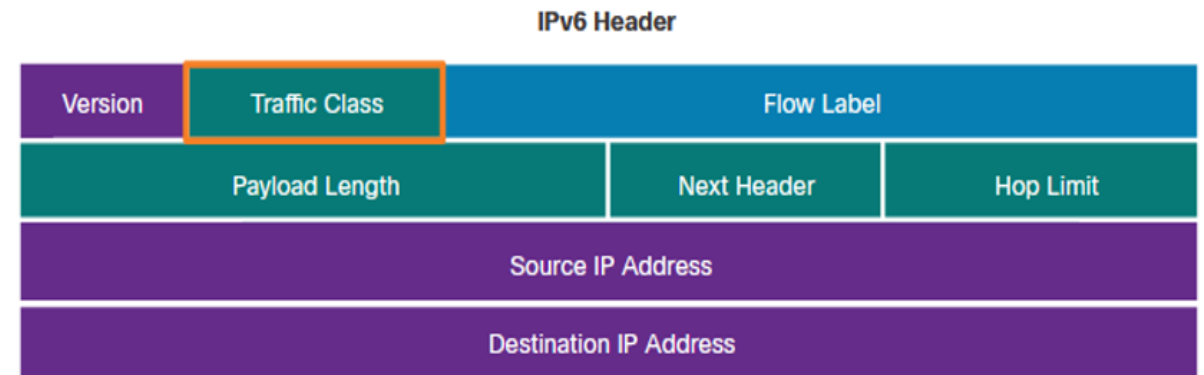 IPv6 Header
Version Traffic Class Flow Label
Payload Length Next Header Hop Limit
Source IP Address
Destination IP Address